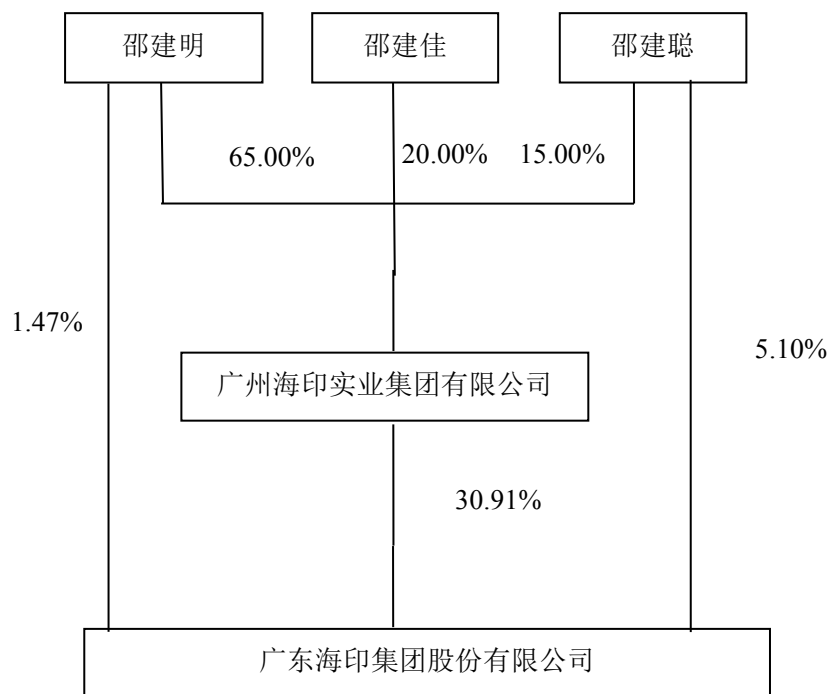 邵建明
邵建佳
邵建聪
65.00%
20.00%
15.00%
1.47%
5.10%
广州海印实业集团有限公司
30.91%
广东海印集团股份有限公司